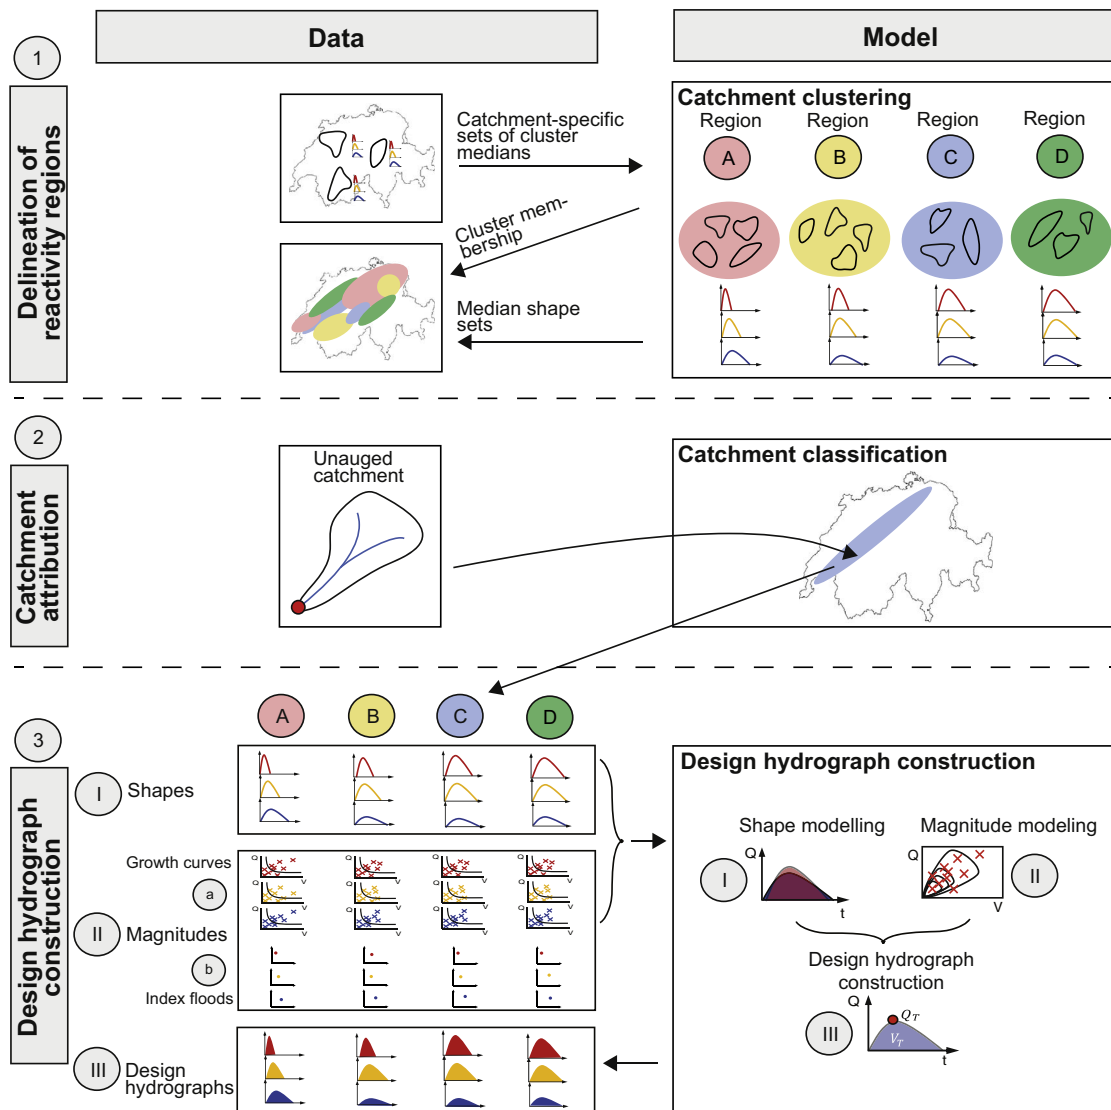 Data
Model
1
Delineation of
reactivity regions
Catchment-specific
sets of cluster
medians
Cluster mem-
bership
Median shape
sets
Catchment clustering
Region
Region
Region
Region
A
B
C
D
2
Catchment
attribution
Unauged
catchment
Catchment classification
3
Design hydrograph
construction
A
B
C
D
I
Shapes
Growth curves
a
II
Magnitudes
b
Index floods
III
Design
hydrographs
Q
V
Q
V
Q
V
Q
V
Q
V
Q
V
Q
V
Q
V
Q
V
Q
V
Q
V
Q
V
Design hydrograph construction
Shape modelling
Magnitude modeling
I
Q
t
Q
V
II
Design hydrograph
construction
III
Q
Q_T
V_T
t